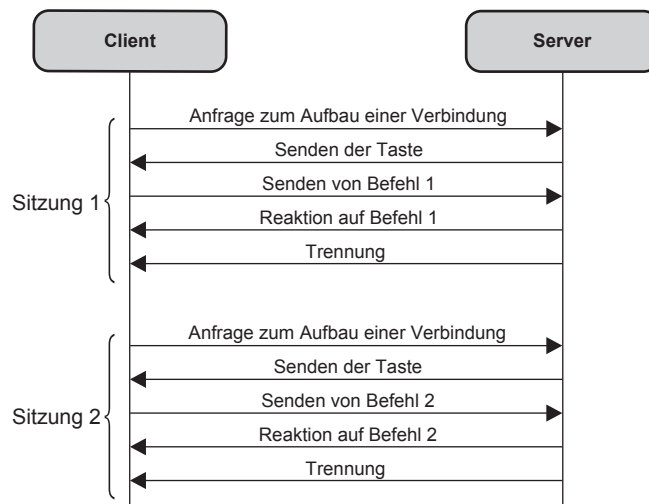 Client
Server
Anfrage zum Aufbau einer Verbindung
Senden der Taste
Sitzung 1
Senden von Befehl 1
Reaktion auf Befehl 1
Trennung
Anfrage zum Aufbau einer Verbindung
Senden der Taste
Sitzung 2
Senden von Befehl 2
Reaktion auf Befehl 2
Trennung